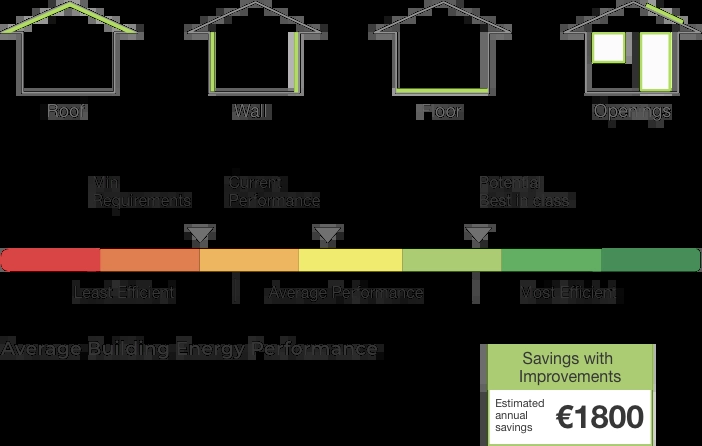 Roof
Wall
Floor
Openings
Min
Requirements
Current
Performance
Potential
Best in class
Least Efficient
Average Performance
Most Efficient
Average Building Energy Performance
Savings with
Improvements
Estimated
annual
savings
€1800